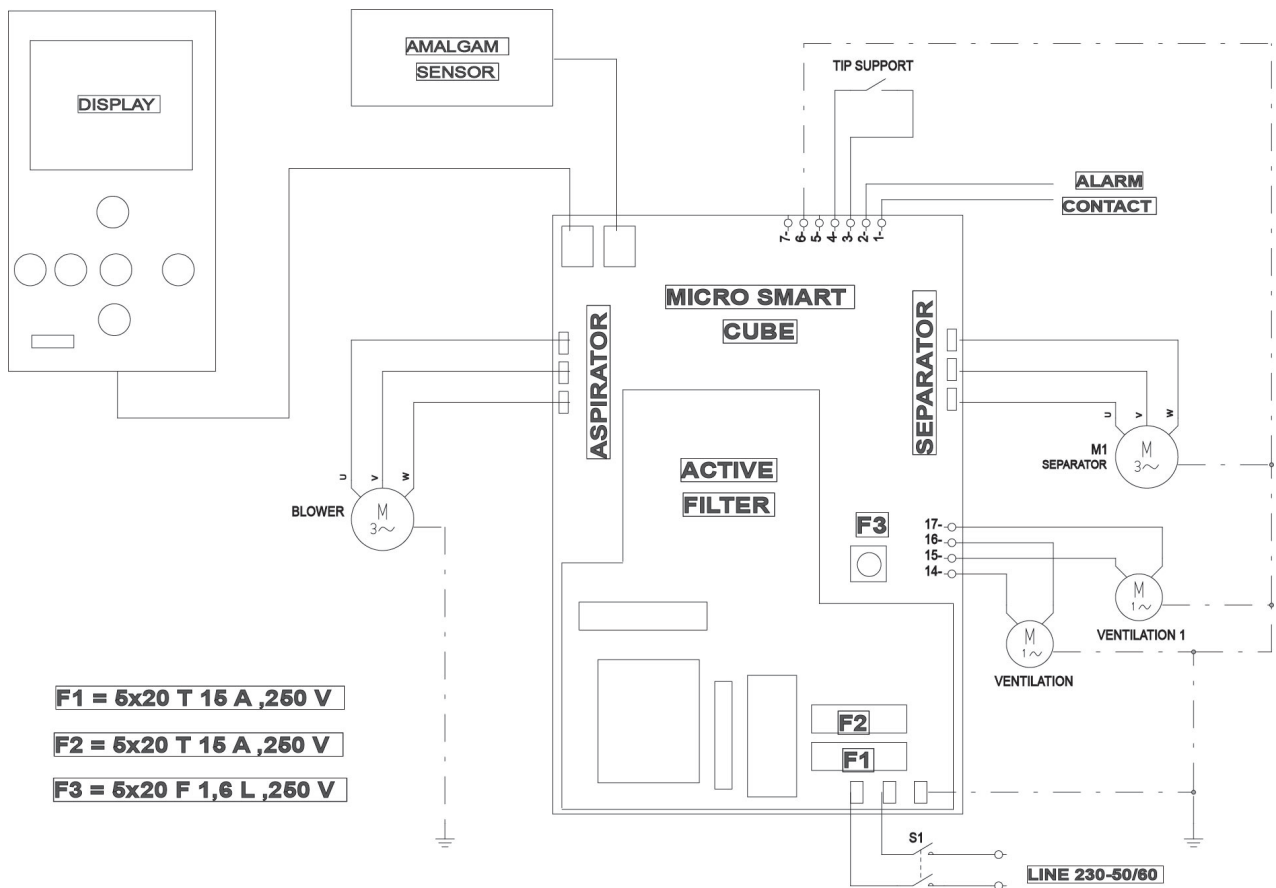 DISPLAY
AMALGAM
SENSOR
TIP SUPPORT
ALARM
CONTACT
7-
6-
5-
4-
3-
2-
1-
MICRO SMART
CUBE
ASPIRATOR
SEPARATOR
U
V
W
BLOWER
M
3~
U
V
W
M1
SEPARATOR
M
3~
ACTIVE
FILTER
F3
17-
16-
15-
14-
M
1~
VENTILATION 1
M
1~
VENTILATION
F1 = 5x20 T 15 A ,250 V
F2 = 5x20 T 15 A ,250 V
F3 = 5x20 F 1,6 L ,250 V
F2
F1
S1
LINE 230-50/60